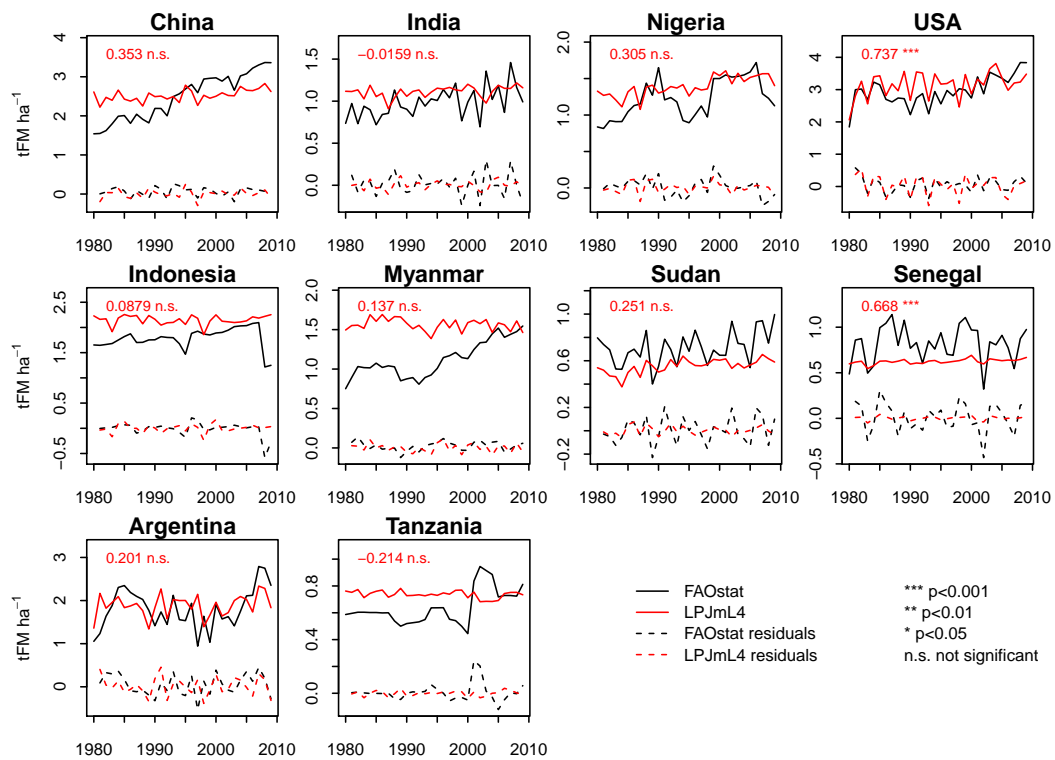 China
India
Nigeria
USA
0.353 n.s.
−0.0159 n.s.
0.305 n.s.
0.737 ***
tFM ha⁻¹
0 1 2 3 4
0.0 0.5 1.0 1.5
0.0 1.0 2.0
0 1 2 3 4
1980 1990 2000 2010
1980 1990 2000 2010
1980 1990 2000 2010
1980 1990 2000 2010
Indonesia
Myanmar
Sudan
Senegal
0.0879 n.s.
0.137 n.s.
0.251 n.s.
0.668 ***
tFM ha⁻¹
−0.5 0.5 1.5 2.5
0.0 0.5 1.0 1.5 2.0
−0.2 0.2 0.6 1.0
−0.5 0.0 0.5 1.0
1980 1990 2000 2010
1980 1990 2000 2010
1980 1990 2000 2010
1980 1990 2000 2010
Argentina
Tanzania
0.201 n.s.
−0.214 n.s.
tFM ha⁻¹
0 1 2 3
0.0 0.4 0.8
1980 1990 2000 2010
1980 1990 2000 2010
FAOstat
LPJmL4
FAOstat residuals
LPJmL4 residuals
*** p<0.001
** p<0.01
* p<0.05
n.s. not significant